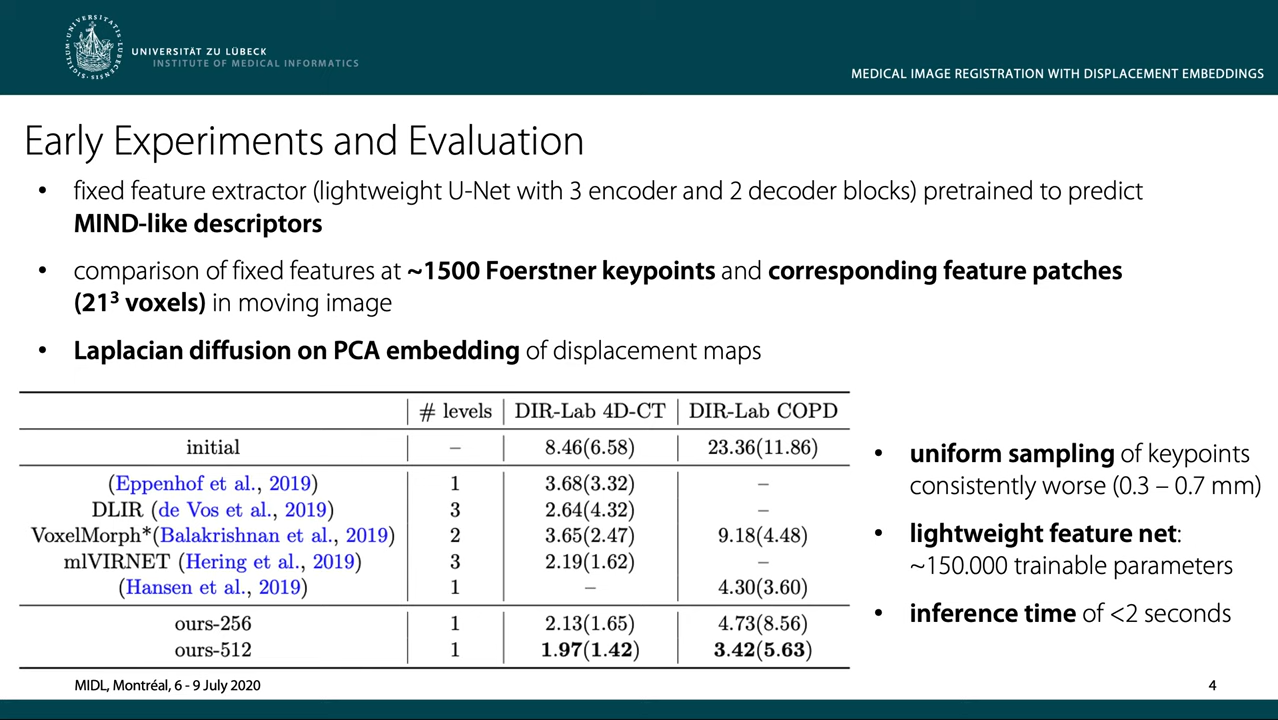 UNIVERSITÄT ZU LÜBECK
INSTITUTE OF MEDICAL INFORMATICS
MEDICAL IMAGE REGISTRATION WITH DISPLACEMENT EMBEDDINGS
Early Experiments and Evaluation
• fixed feature extractor (lightweight U-Net with 3 encoder and 2 decoder blocks) pretrained to predict
MIND-like descriptors
• comparison of fixed features at ~1500 Foerstner keypoints and corresponding feature patches
(21³ voxels) in moving image
• Laplacian diffusion on PCA embedding of displacement maps
# levels DIR-Lab 4D-CT DIR-Lab COPD
initial – 8.46(6.58) 23.36(11.86)
(Eppenhof et al., 2019) 1 3.68(3.32) –
DLIR (de Vos et al., 2019) 3 2.64(4.32) –
VoxelMorph*(Balakrishnan et al., 2019) 2 3.65(2.47) 9.18(4.48)
mlVIRNET (Hering et al., 2019) 3 2.19(1.62) –
(Hansen et al., 2019) 1 – 4.30(3.60)
ours-256 1 2.13(1.65) 4.73(8.56)
ours-512 1 1.97(1.42) 3.42(5.63)
• uniform sampling of keypoints
consistently worse (0.3 – 0.7 mm)
• lightweight feature net:
~150.000 trainable parameters
• inference time of <2 seconds
MIDL, Montréal, 6 - 9 July 2020
4